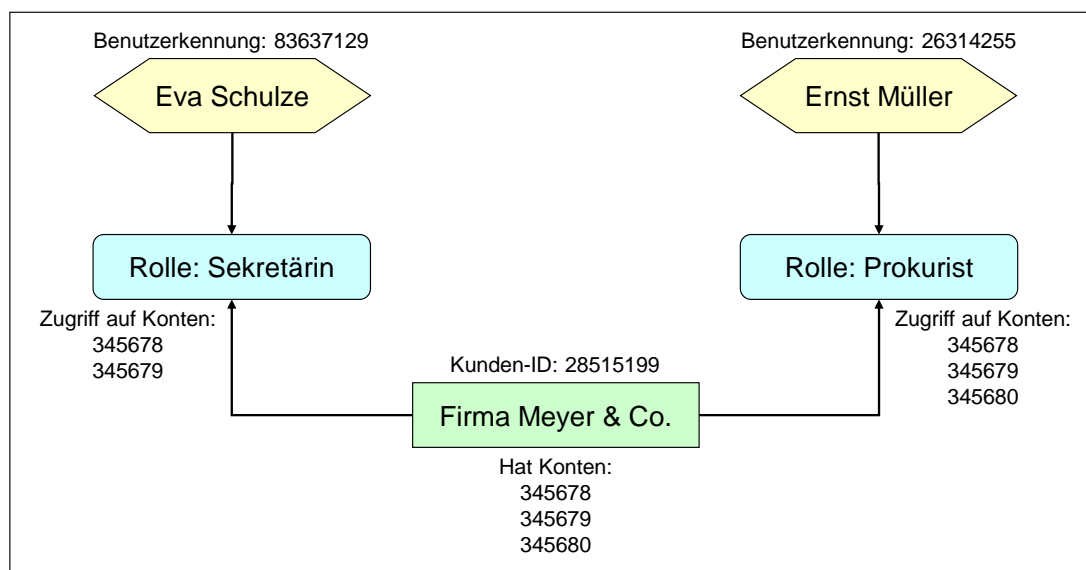 Benutzerkennung: 83637129
Eva Schulze
Benutzerkennung: 26314255
Ernst Müller
Rolle: Sekretärin
Zugriff auf Konten:
345678
345679
Rolle: Prokurist
Zugriff auf Konten:
345678
345679
345680
Kunden-ID: 28515199
Firma Meyer & Co.
Hat Konten:
345678
345679
345680